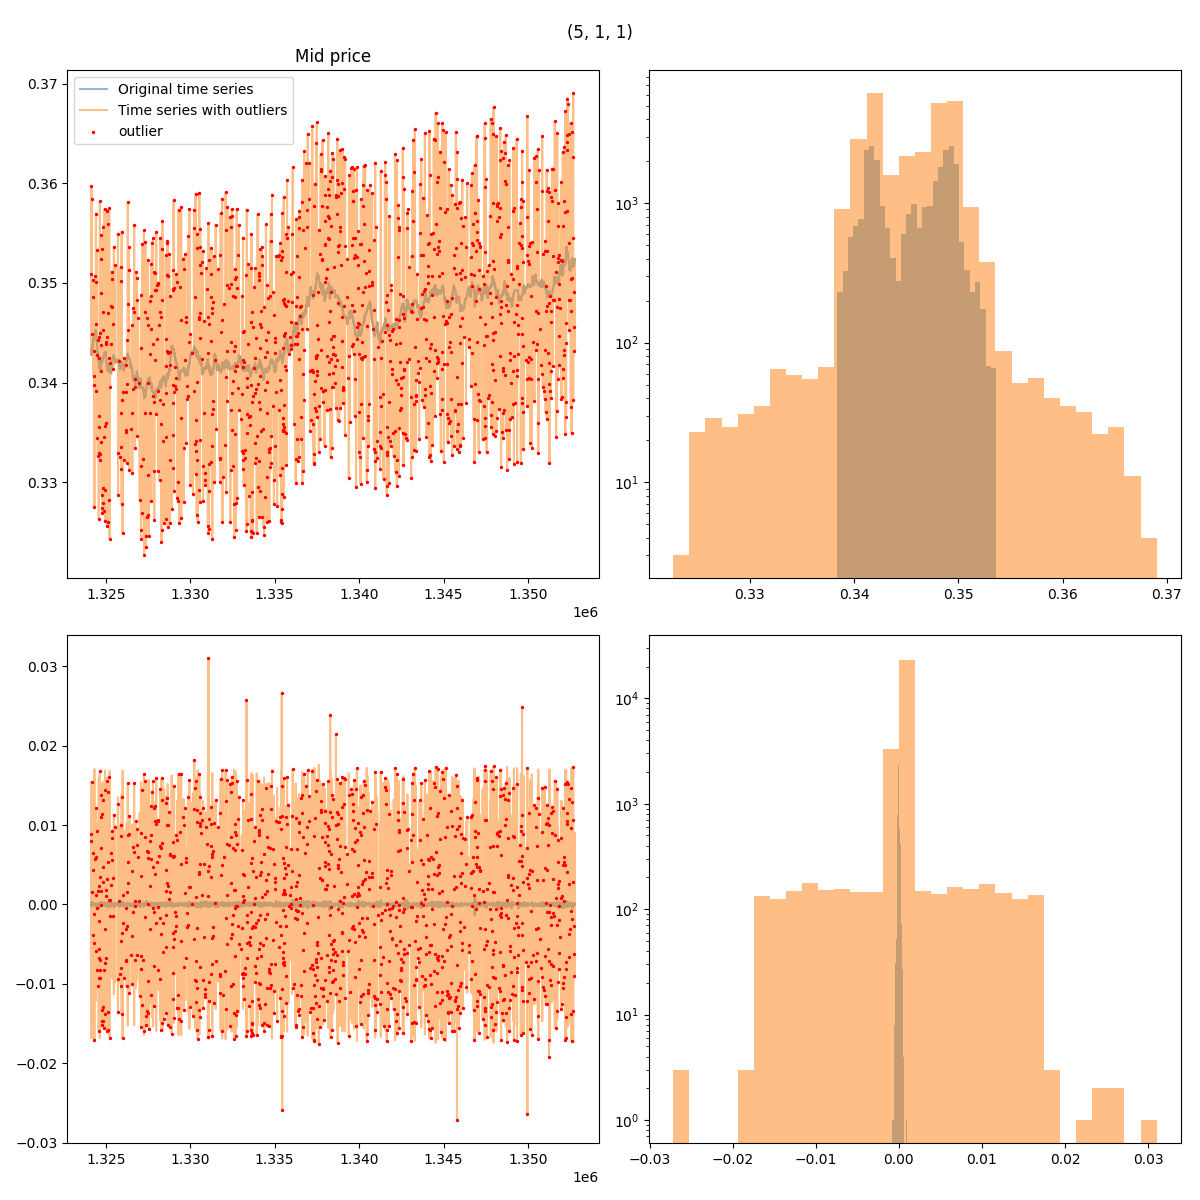 (5, 1, 1)
Mid price
Original time series
Time series with outliers
outlier
0.37
0.36
0.35
0.34
0.33
1.325 1.330 1.335 1.340 1.345 1.350
1e6
10³
10²
10¹
0.33 0.34 0.35 0.36 0.37
0.03
0.02
0.01
0.00
−0.01
−0.02
−0.03
1.325 1.330 1.335 1.340 1.345 1.350
1e6
10⁴
10³
10²
10¹
10⁰
−0.03 −0.02 −0.01 0.00 0.01 0.02 0.03